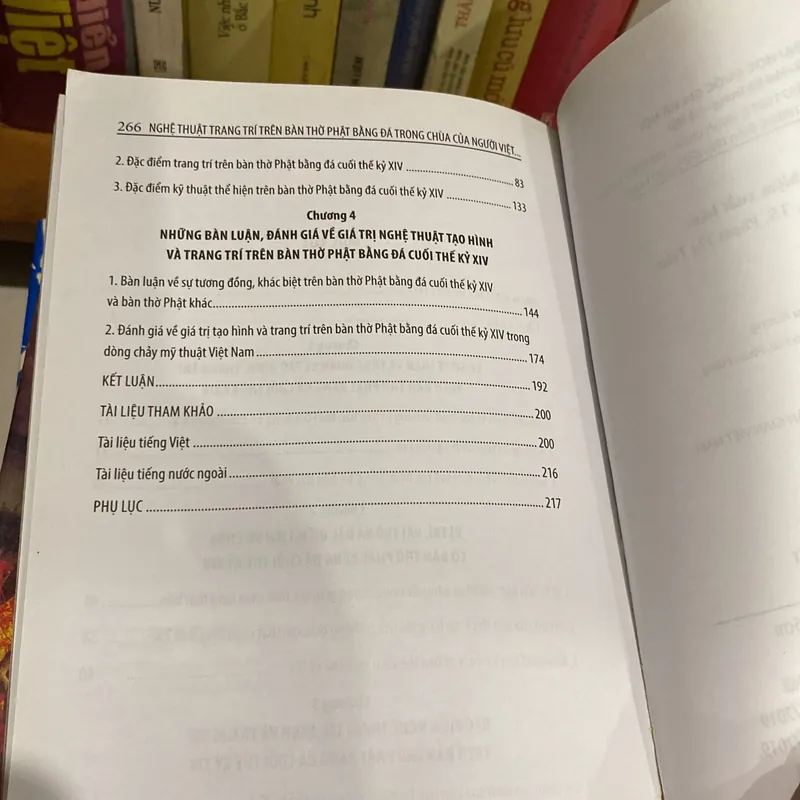 Việc nh
ở Bắc
266 NGHỆ THUẬT TRANG TRÍ TRÊN BÀN THỜ PHẬT BẰNG ĐÁ TRONG CHÙA CỦA NGƯỜI VIỆT...
2. Đặc điểm trang trí trên bàn thờ Phật bằng đá cuối thế kỷ XIV ........ 83
3. Đặc điểm kỹ thuật thể hiện trên bàn thờ Phật bằng đá cuối thế kỷ XIV ........ 133
Chương 4
NHỮNG BÀN LUẬN, ĐÁNH GIÁ VỀ GIÁ TRỊ NGHỆ THUẬT TẠO HÌNH
VÀ TRANG TRÍ TRÊN BÀN THỜ PHẬT BẰNG ĐÁ CUỐI THẾ KỶ XIV
1. Bàn luận về sự tương đồng, khác biệt trên bàn thờ Phật bằng đá cuối thế kỷ XIV
và bàn thờ Phật khác........ 144
2. Đánh giá về giá trị tạo hình và trang trí trên bàn thờ Phật bằng đá cuối thế kỷ XIV trong
dòng chảy mỹ thuật Việt Nam ........ 174
KẾT LUẬN........ 192
TÀI LIỆU THAM KHẢO ........ 200
Tài liệu tiếng Việt ........ 200
Tài liệu tiếng nước ngoài ........ 216
PHỤ LỤC ........ 217